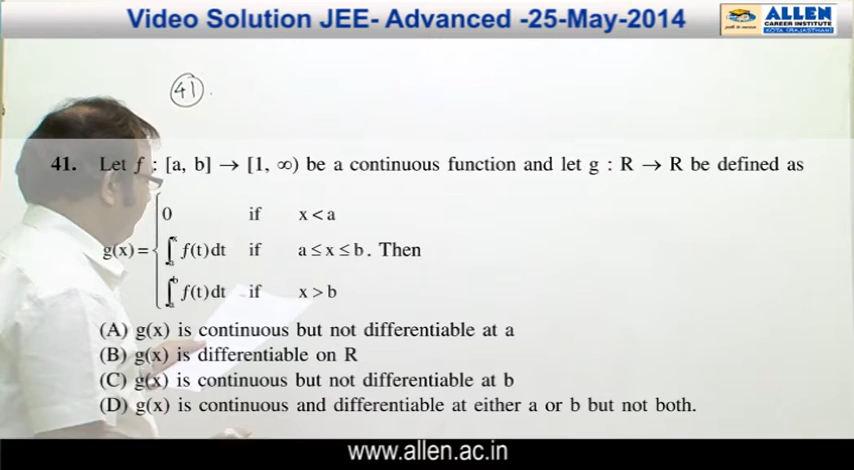 Video Solution JEE- Advanced -25-May-2014
ALLEN
CAREER INSTITUTE
KOTA (RAJASTHAN)
41.
41. Let f : [a, b] → [1, ∞) be a continuous function and let g : R → R be defined as
0 if x < a
g(x) = { ∫ₐˣ f(t)dt if a ≤ x ≤ b. Then
∫ₐᵇ f(t)dt if x > b
(A) g(x) is continuous but not differentiable at a
(B) g(x) is differentiable on R
(C) g(x) is continuous but not differentiable at b
(D) g(x) is continuous and differentiable at either a or b but not both.
www.allen.ac.in